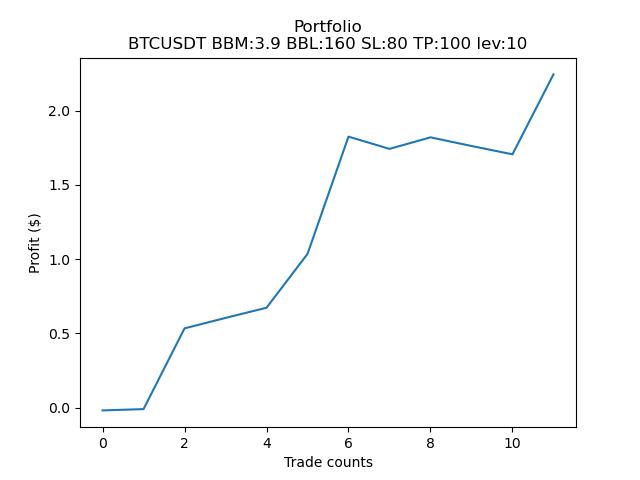 Portfolio
BTCUSDT BBM:3.9 BBL:160 SL:80 TP:100 lev:10
2.0
1.5
1.0
0.5
0.0
Profit ($)
0 2 4 6 8 10
Trade counts